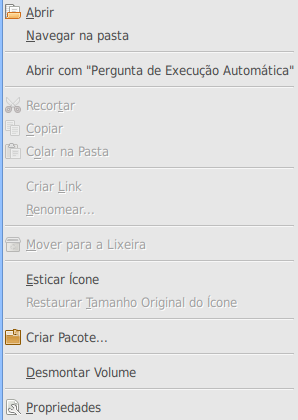 Abrir
Navegar na pasta
Abrir com "Pergunta de Execução Automática"
Recortar
Copiar
Colar na Pasta
Criar Link
Renomear...
Mover para a Lixeira
Esticar Ícone
Restaurar Tamanho Original do Ícone
Criar Pacote...
Desmontar Volume
Propriedades